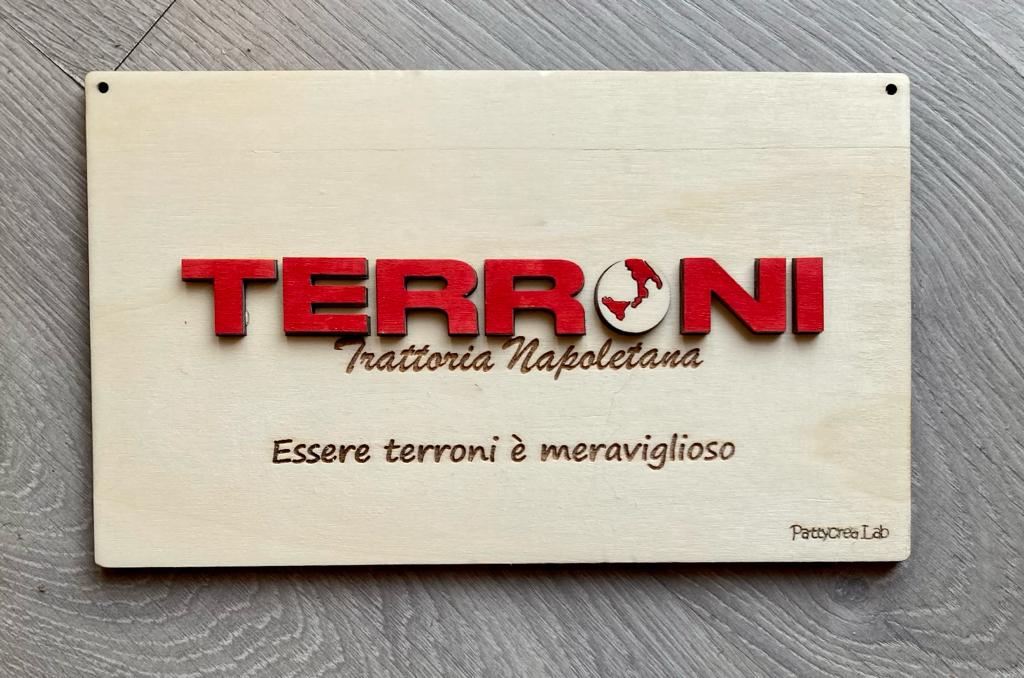 TERRONI
Trattoria Napoletana
Essere terroni è meraviglioso
Pattycrea Lab